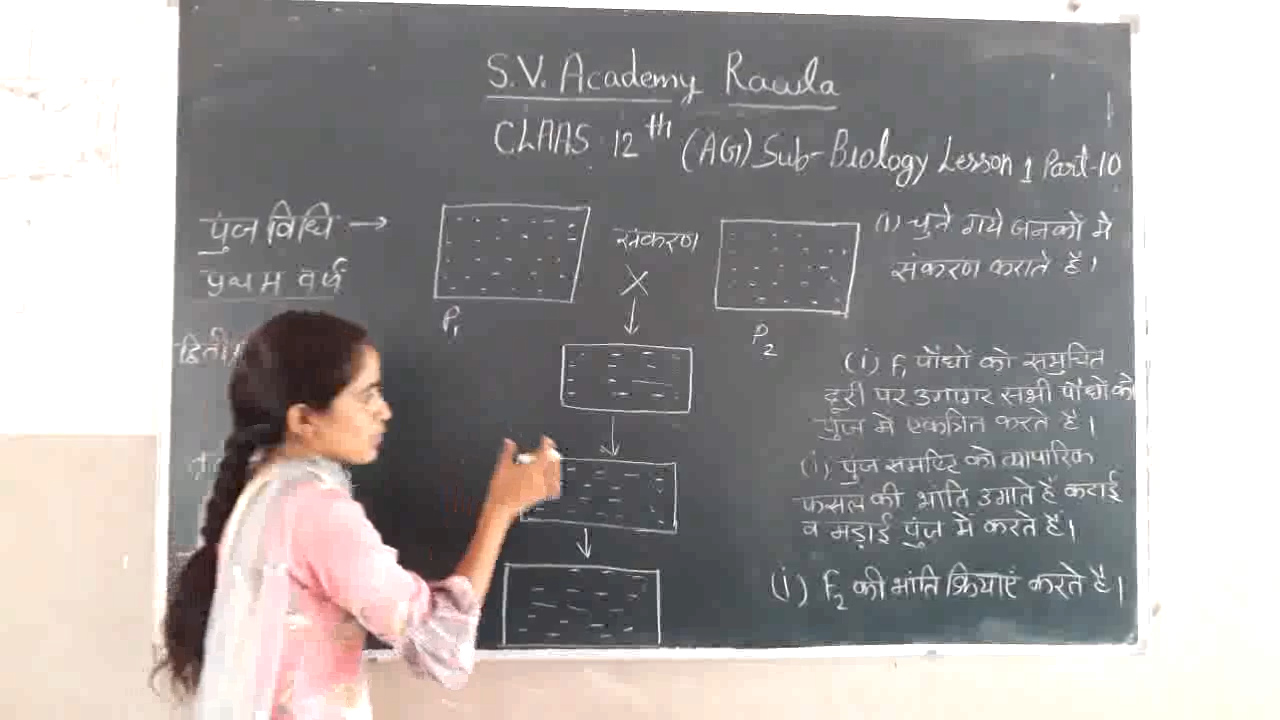 S.V. Academy Rawla
CLAAS 12th (AG) Sub-Biology Lesson 1 Part-10
पुंज विधि → संकरण (i) चुने गये जनकों मे
प्रथम वर्ष X संकरण कराते है।
P1 P2
द्विती
(i) F1 पौधों को समुचित
दूरी पर उगागर सभी पौधो को
पुंज मे एकत्रित करते है।
(i) पुंज समष्टि को व्यापारिक
फसल की भांति उगाते हैं कटाई
व मड़ाई पुंज मे करते हैं।
(i) F2 की भांति क्रियाएं करते है।